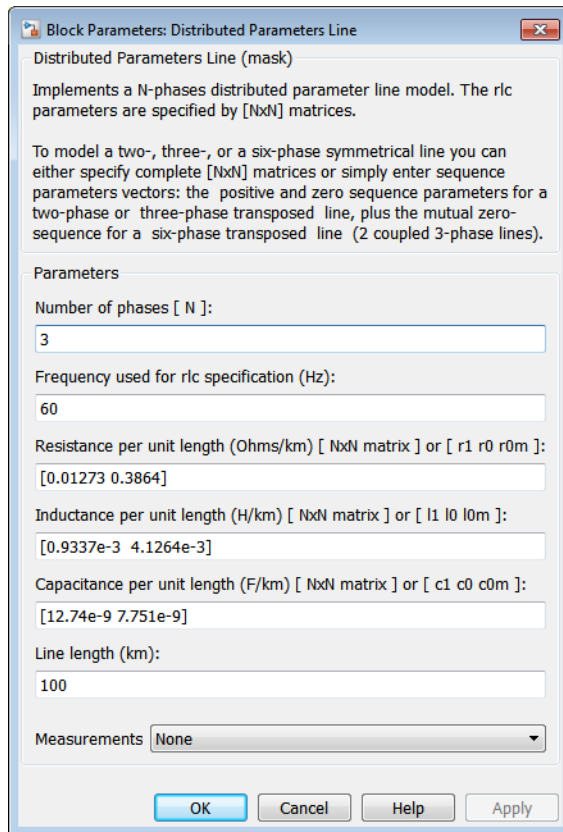 Block Parameters: Distributed Parameters Line
Distributed Parameters Line (mask)
Implements a N-phases distributed parameter line model. The rlc
parameters are specified by [NxN] matrices.
To model a two-, three-, or a six-phase symmetrical line you can
either specify complete [NxN] matrices or simply enter sequence
parameters vectors: the positive and zero sequence parameters for a
two-phase or three-phase transposed line, plus the mutual zero-
sequence for a six-phase transposed line (2 coupled 3-phase lines).
Parameters
Number of phases [ N ]:
3
Frequency used for rlc specification (Hz):
60
Resistance per unit length (Ohms/km) [ NxN matrix ] or [ r1 r0 r0m ]:
[0.01273 0.3864]
Inductance per unit length (H/km) [ NxN matrix ] or [ l1 l0 l0m ]:
[0.9337e-3 4.1264e-3]
Capacitance per unit length (F/km) [ NxN matrix ] or [ c1 c0 c0m ]:
[12.74e-9 7.751e-9]
Line length (km):
100
Measurements None
OK Cancel Help Apply